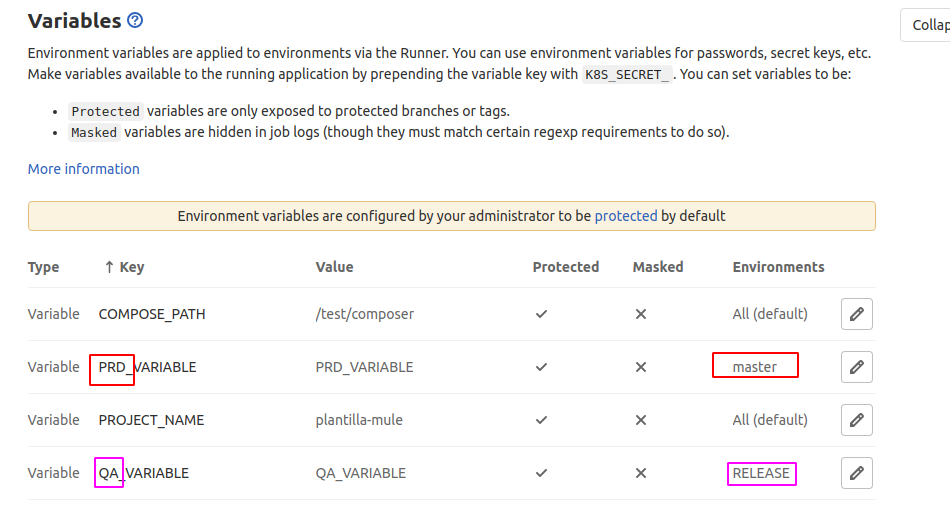 Variables
Collap
Environment variables are applied to environments via the Runner. You can use environment variables for passwords, secret keys, etc.
Make variables available to the running application by prepending the variable key with K8S_SECRET_. You can set variables to be:
• Protected variables are only exposed to protected branches or tags.
• Masked variables are hidden in job logs (though they must match certain regexp requirements to do so).
More information
Environment variables are configured by your administrator to be protected by default
Type ↑ Key Value Protected Masked Environments
Variable COMPOSE_PATH /test/composer ✓ ✕ All (default)
Variable PRD_VARIABLE PRD_VARIABLE ✓ ✕ master
Variable PROJECT_NAME plantilla-mule ✓ ✕ All (default)
Variable QA_VARIABLE QA_VARIABLE ✓ ✕ RELEASE